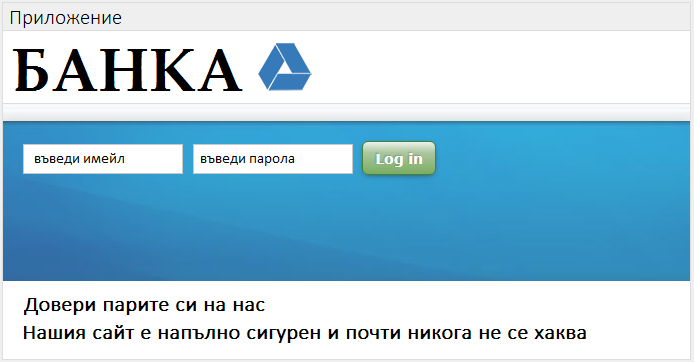 Приложение
БАНКА
въведи имейл
въведи парола
Log in
Довери парите си на нас
Нашия сайт е напълно сигурен и почти никога не се хаква